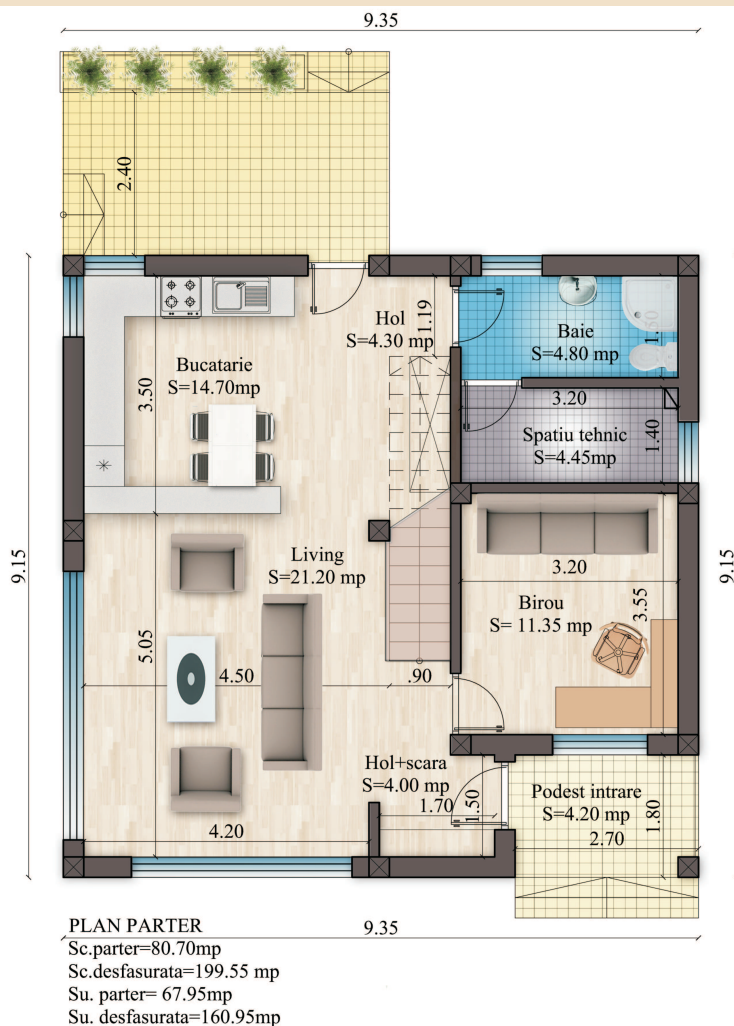 9.35
2.40
Hol
S=4.30 mp
1.19
Baie
S=4.80 mp
Bucatarie
S=14.70mp
3.50
3.20
Spatiu tehnic
S=4.45mp
1.40
Living
S=21.20 mp
3.20
Birou
S= 11.35 mp
3.55
9.15
9.15
5.05
4.50
.90
Hol+scara
S=4.00 mp
1.70
1.50
Podest intrare
S=4.20 mp
2.70
1.80
4.20
PLAN PARTER
9.35
Sc.parter=80.70mp
Sc.desfasurata=199.55 mp
Su. parter= 67.95mp
Su. desfasurata=160.95mp